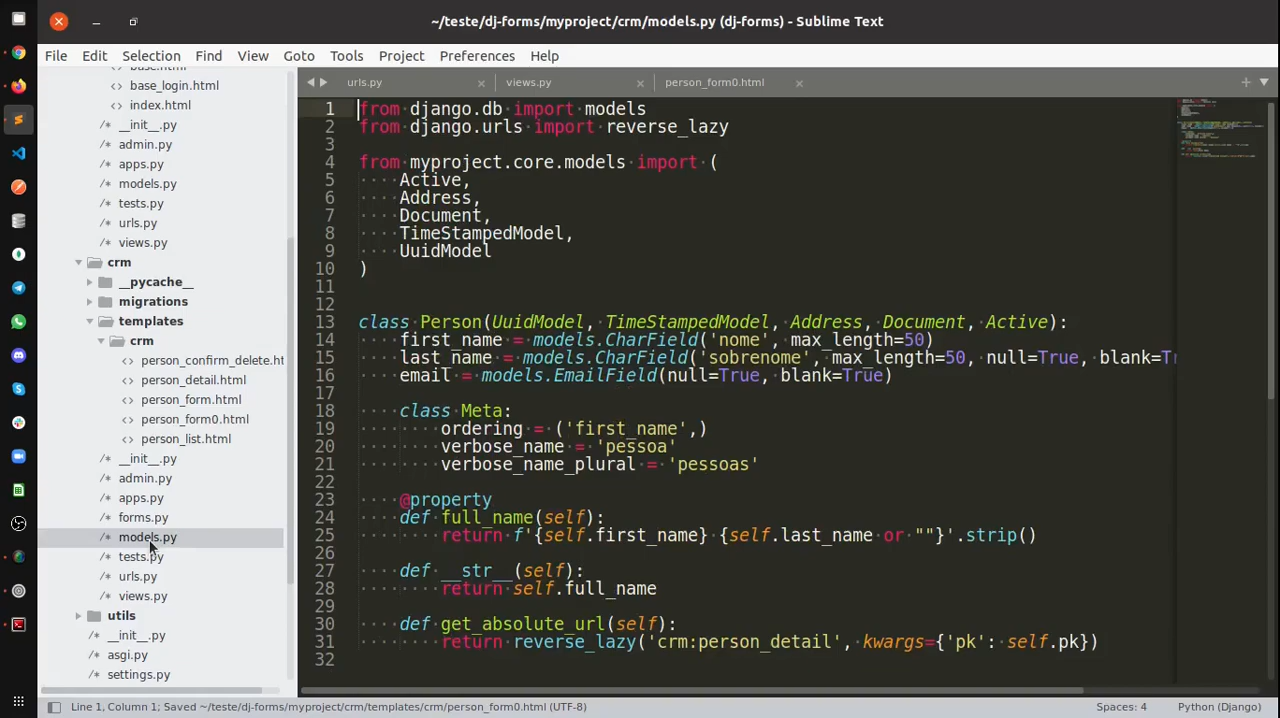 ~/teste/dj-forms/myproject/crm/models.py (dj-forms) - Sublime Text
File Edit Selection Find View Goto Tools Project Preferences Help
base.html
base_login.html
index.html
__init__.py
admin.py
apps.py
models.py
tests.py
urls.py
views.py
crm
__pycache__
migrations
templates
crm
person_confirm_delete.ht
person_detail.html
person_form.html
person_form0.html
person_list.html
__init__.py
admin.py
apps.py
forms.py
models.py
tests.py
urls.py
views.py
utils
__init__.py
asgi.py
settings.py
urls.py views.py person_form0.html
1 from django.db import models
2 from django.urls import reverse_lazy
3
4 from myproject.core.models import (
5 Active,
6 Address,
7 Document,
8 TimeStampedModel,
9 UuidModel
10 )
11
12
13 class Person(UuidModel, TimeStampedModel, Address, Document, Active):
14 first_name = models.CharField('nome', max_length=50)
15 last_name = models.CharField('sobrenome', max_length=50, null=True, blank=Tr
16 email = models.EmailField(null=True, blank=True)
17
18 class Meta:
19 ordering = ('first_name',)
20 verbose_name = 'pessoa'
21 verbose_name_plural = 'pessoas'
22
23 @property
24 def full_name(self):
25 return f'{self.first_name} {self.last_name or ""}'.strip()
26
27 def __str__(self):
28 return self.full_name
29
30 def get_absolute_url(self):
31 return reverse_lazy('crm:person_detail', kwargs={'pk': self.pk})
32
Line 1, Column 1; Saved ~/teste/dj-forms/myproject/crm/templates/crm/person_form0.html (UTF-8) Spaces: 4 Python (Django)